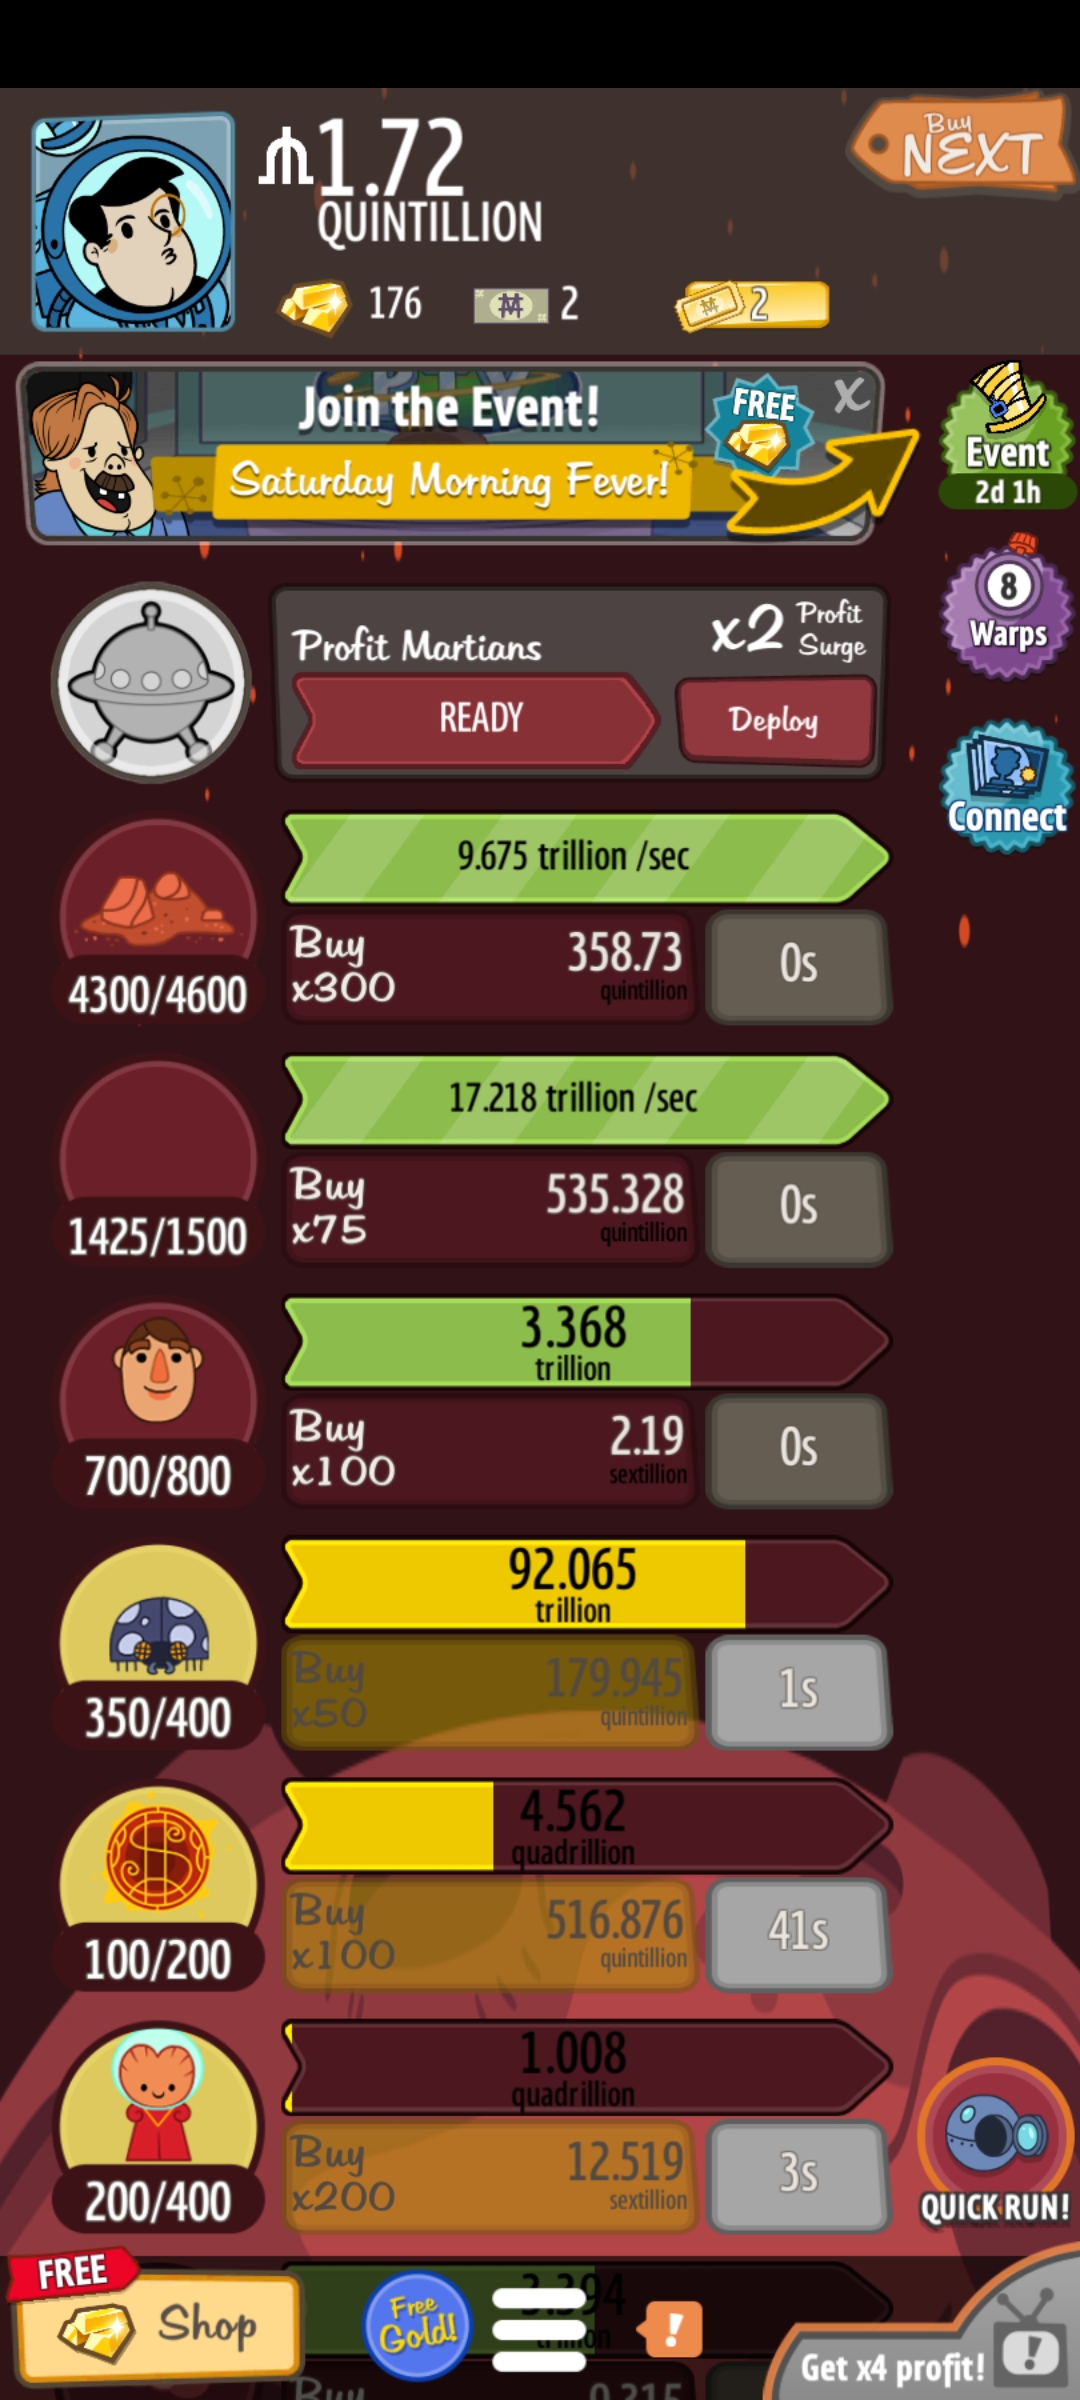 Buy
NEXT
1.72
QUINTILLION
176
2
2
Join the Event!
FREE
X
Saturday Morning Fever!
Event
2d 1h
8
Warps
Connect
Profit Martians
x2 Profit Surge
READY
Deploy
9.675 trillion /sec
Buy x300
358.73 quintillion
0s
4300/4600
17.218 trillion /sec
Buy x75
535.328 quintillion
0s
1425/1500
3.368
trillion
Buy x100
2.19 sextillion
0s
700/800
92.065
trillion
Buy x50
179.945 quintillion
1s
350/400
4.562
quadrillion
Buy x100
516.876 quintillion
41s
100/200
1.008
quadrillion
Buy x200
12.519 sextillion
3s
200/400
QUICK RUN!
FREE
Shop
Free
Gold!
!
Get x4 profit!
!
Buy